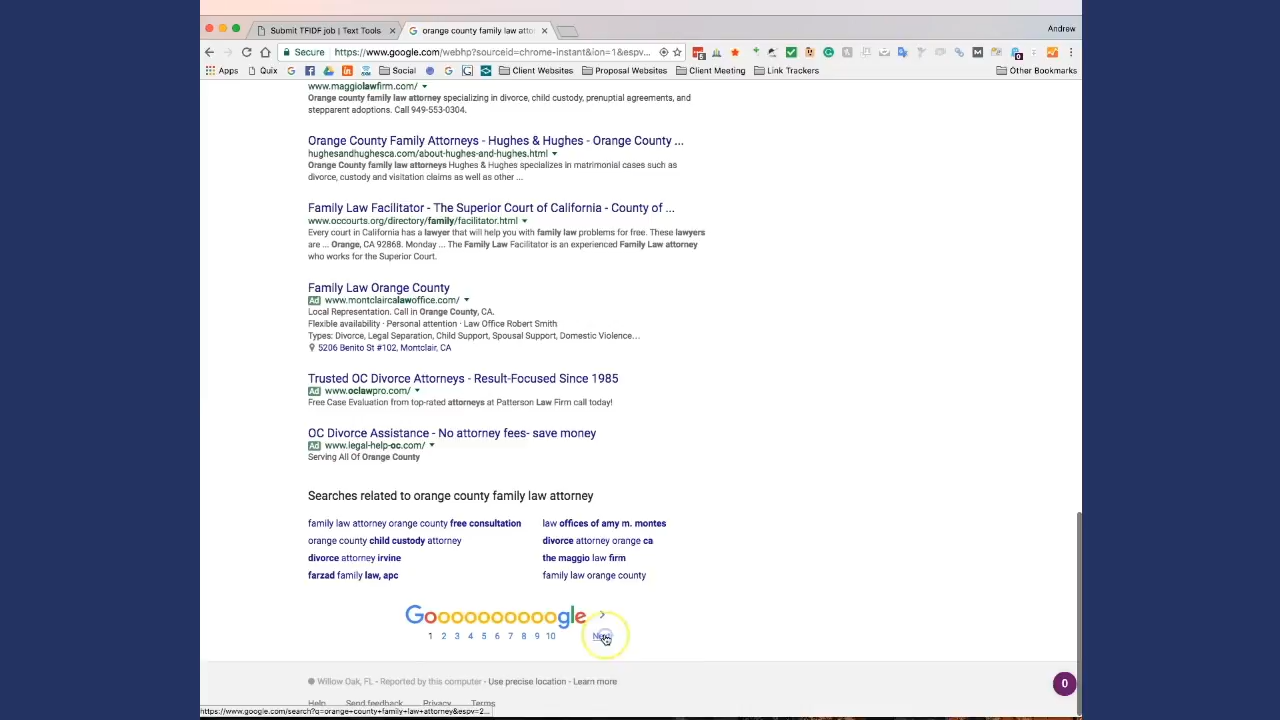 Submit TFIDF job | Text Tools
orange county family law atto
Andrew
Secure https://www.google.com/webhp?sourceid=chrome-instant&ion=1&espv...
Apps Quix Social Client Websites Proposal Websites Client Meeting Link Trackers Other Bookmarks
www.maggiolawfirm.com/
Orange county family law attorney specializing in divorce, child custody, prenuptial agreements, and
stepparent adoptions. Call 949-553-0304.
Orange County Family Attorneys - Hughes & Hughes - Orange County ...
hughesandhughesca.com/about-hughes-and-hughes.html
Orange County family law attorneys Hughes & Hughes specializes in matrimonial cases such as
divorce, custody and visitation claims as well as other ...
Family Law Facilitator - The Superior Court of California - County of ...
www.occourts.org/directory/family/facilitator.html
Every court in California has a lawyer that will help you with family law problems for free. These lawyers
are ... Orange, CA 92868. Monday ... The Family Law Facilitator is an experienced Family Law attorney
who works for the Superior Court.
Family Law Orange County
Ad www.montclaircalawoffice.com/
Local Representation. Call in Orange County, CA.
Flexible availability · Personal attention · Law Office Robert Smith
Types: Divorce, Legal Separation, Child Support, Spousal Support, Domestic Violence...
5206 Benito St #102, Montclair, CA
Trusted OC Divorce Attorneys - Result-Focused Since 1985
Ad www.oclawpro.com/
Free Case Evaluation from top-rated attorneys at Patterson Law Firm call today!
OC Divorce Assistance - No attorney fees- save money
Ad www.legal-help-oc.com/
Serving All Of Orange County
Searches related to orange county family law attorney
family law attorney orange county free consultation
law offices of amy m. montes
orange county child custody attorney
divorce attorney orange ca
divorce attorney irvine
the maggio law firm
farzad family law, apc
family law orange county
Goooooooooogle >
1 2 3 4 5 6 7 8 9 10 Next
Willow Oak, FL - Reported by this computer - Use precise location - Learn more
0
Help Send feedback Privacy Terms
https://www.google.com/search?q=orange+county+family+law+attorney&espv=2...